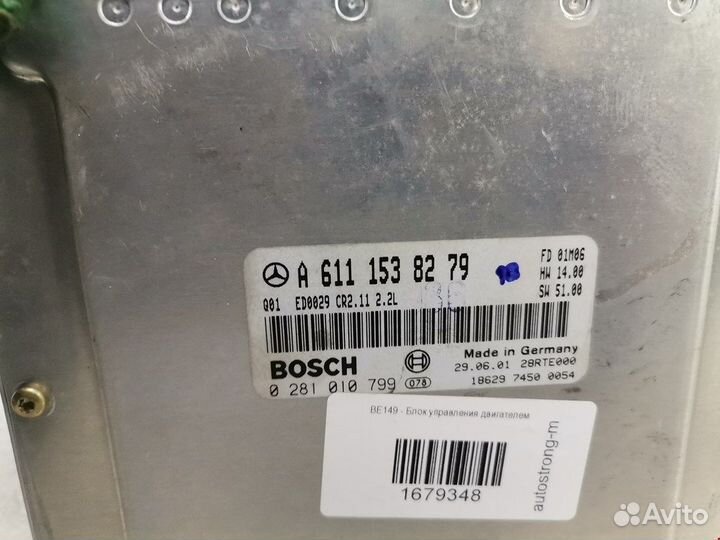 A 611 153 82 79
FD 01M06
HW 14.00
SW 51.00
Q01 ED0029 CR2.11 2.2L
BOSCH
0 281 010 799
078
Made in Germany
29.06.01 28RTE000
18629 7450 0054
BE149 - Блок управления двигателем
1679348
autostrong-m
Avito